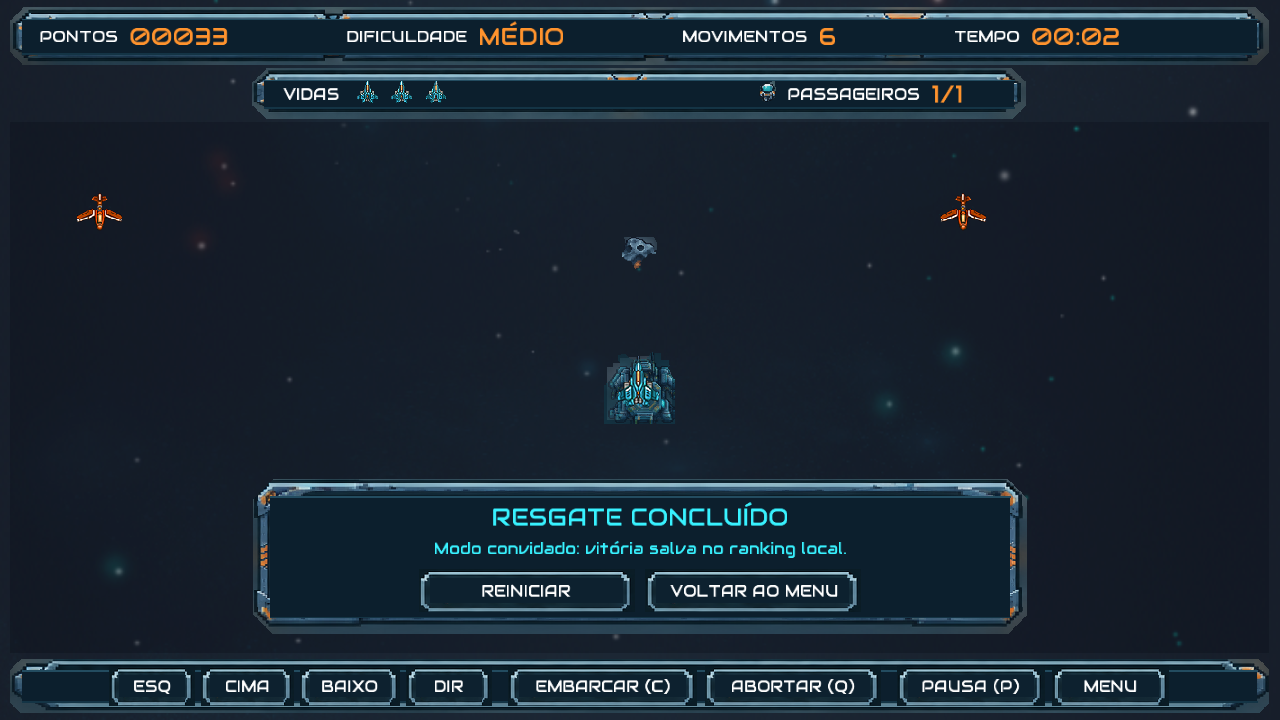 PONTOS 00033 DIFICULDADE MÉDIO MOVIMENTOS 6 TEMPO 00:02
VIDAS PASSAGEIROS 1/1
RESGATE CONCLUÍDO
Modo convidado: vitória salva no ranking local.
REINICIAR VOLTAR AO MENU
ESQ CIMA BAIXO DIR EMBARCAR (C) ABORTAR (Q) PAUSA (P) MENU